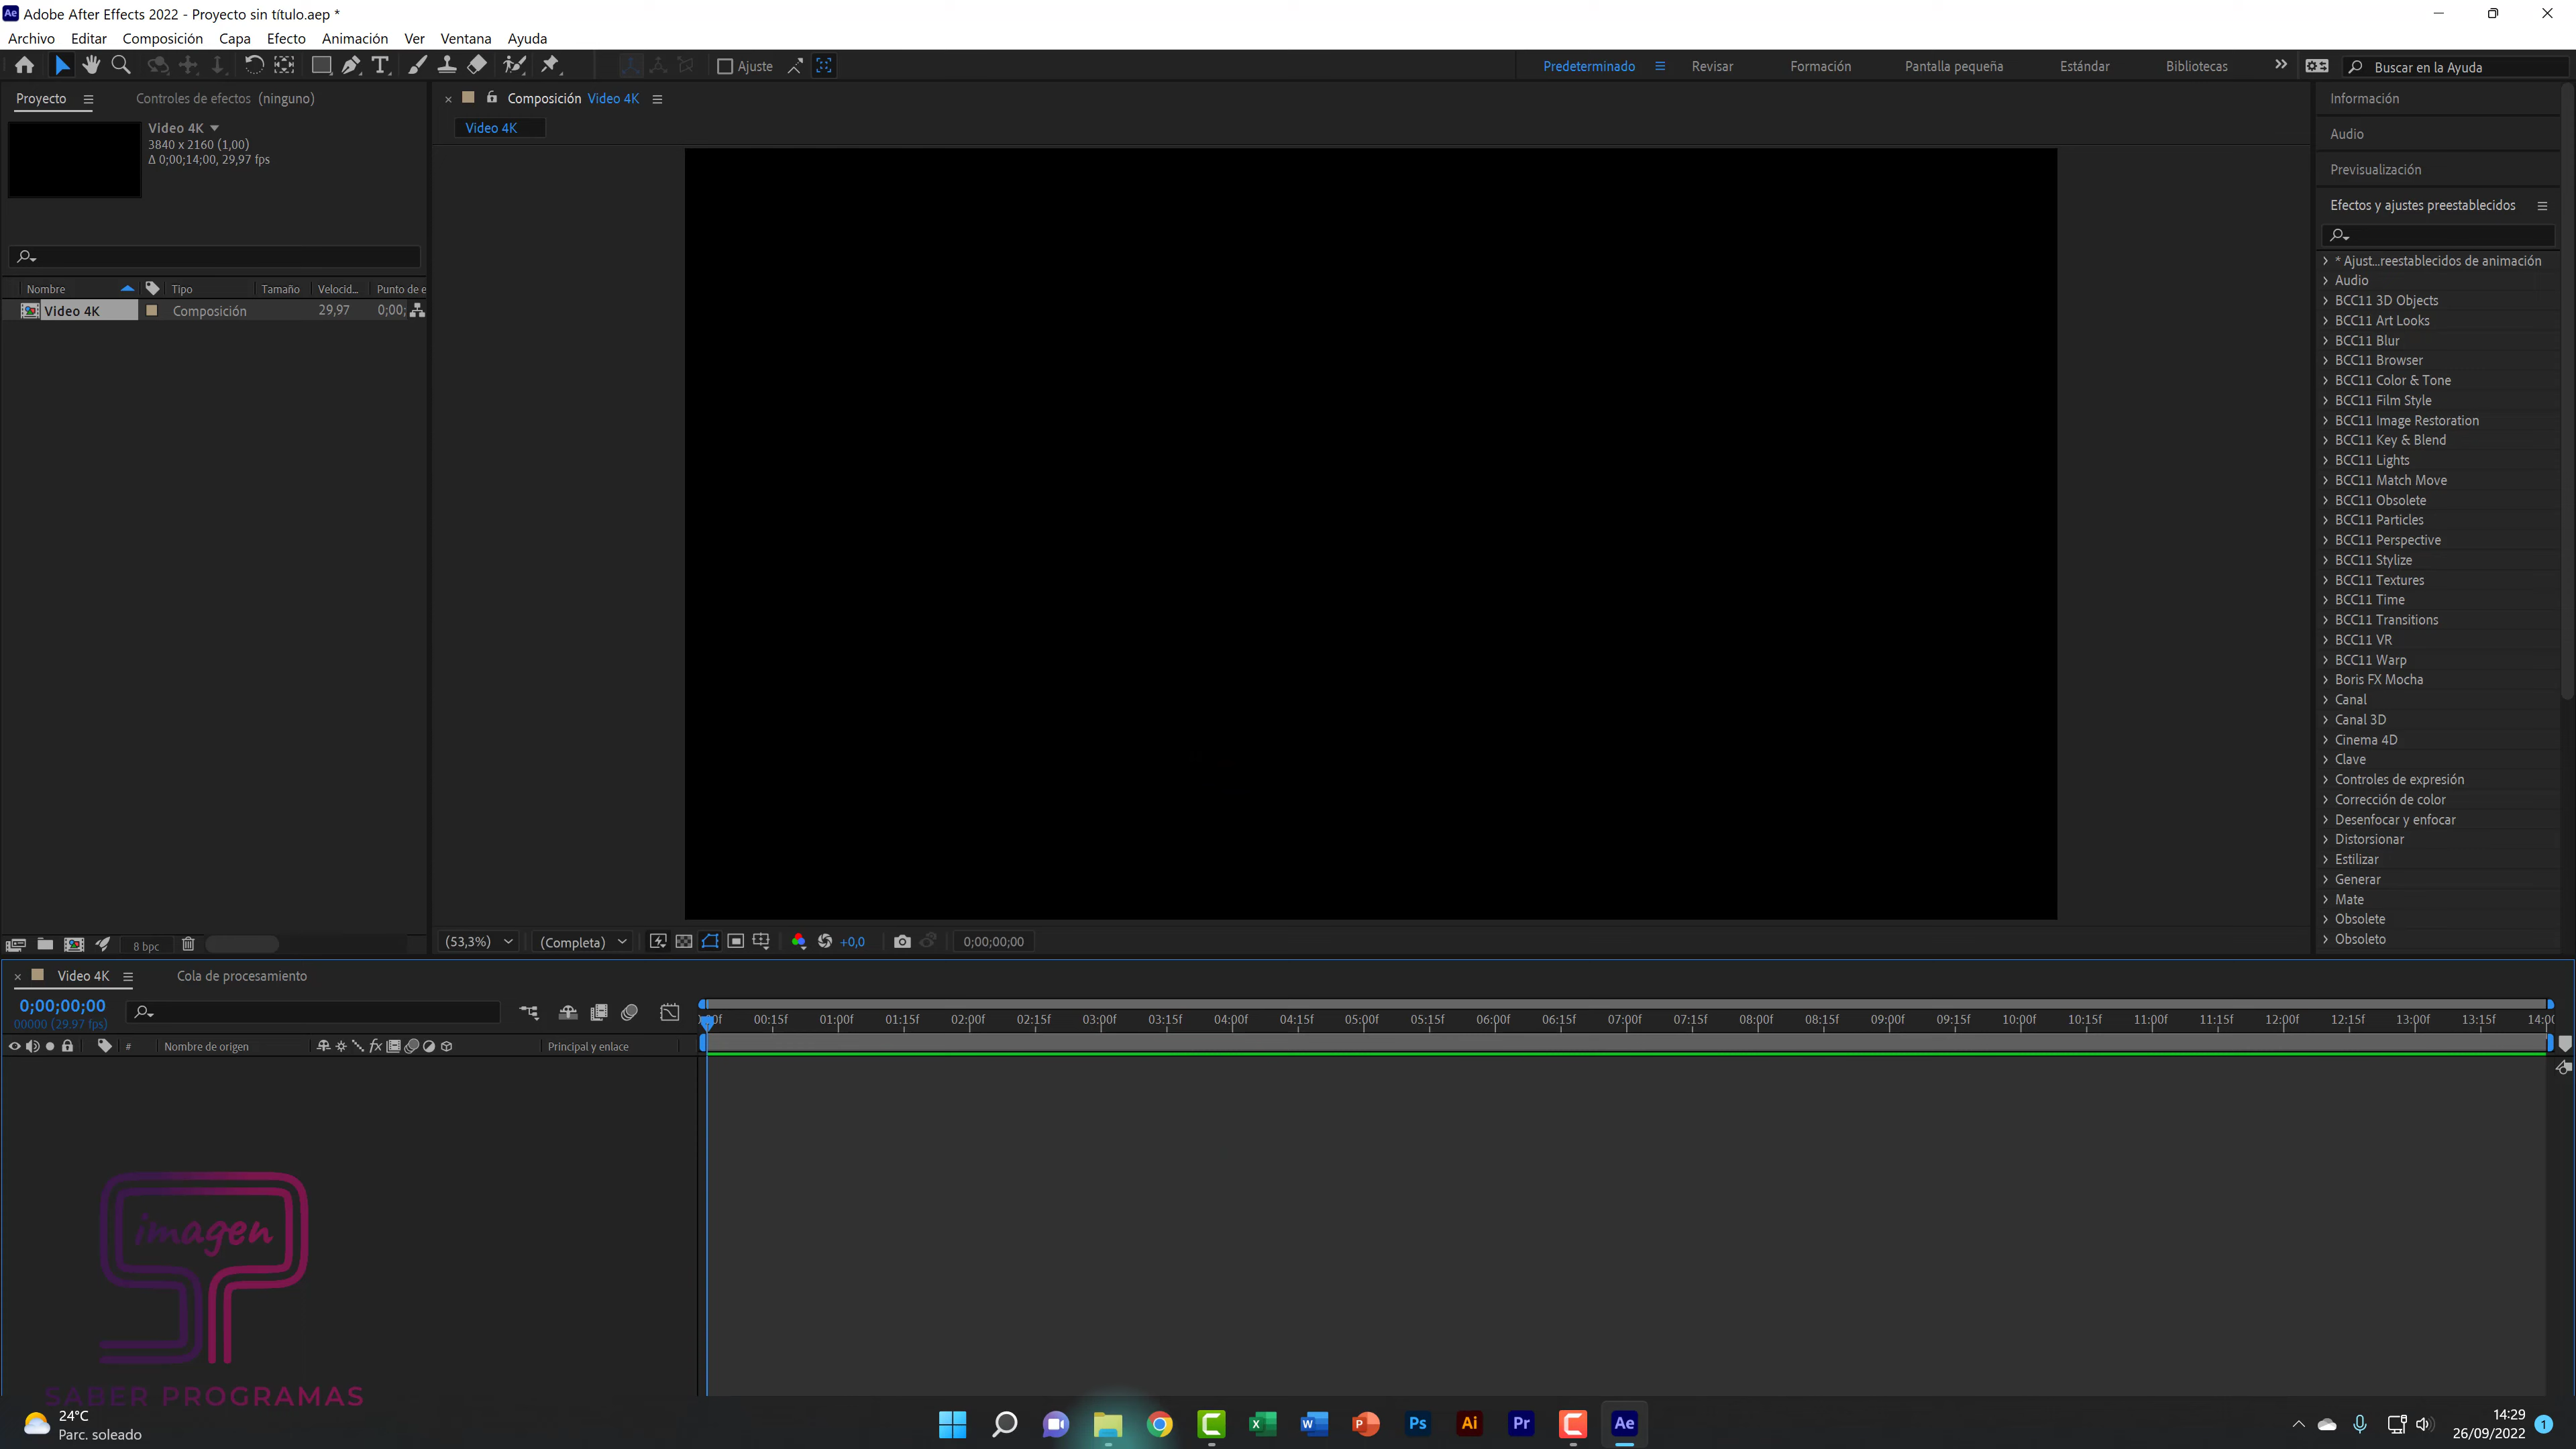 Adobe After Effects 2022 - Proyecto sin título.aep *
Archivo Editar Composición Capa Efecto Animación Ver Ventana Ayuda
Ajuste
Predeterminado Revisar Formación Pantalla pequeña Estándar Bibliotecas Buscar en la Ayuda
Proyecto Controles de efectos (ninguno)
Composición Video 4K
Video 4K
Video 4K
3840 x 2160 (1,00)
Δ 0;00;14;00, 29,97 fps
Nombre Tipo Tamaño Velocid... Punto de e
Video 4K Composición 29,97 0;00;
8 bpc
(53,3%) (Completa) +0,0 0;00;00;00
Información
Audio
Previsualización
Efectos y ajustes preestablecidos
* Ajust...reestablecidos de animación
Audio
BCC11 3D Objects
BCC11 Art Looks
BCC11 Blur
BCC11 Browser
BCC11 Color & Tone
BCC11 Film Style
BCC11 Image Restoration
BCC11 Key & Blend
BCC11 Lights
BCC11 Match Move
BCC11 Obsolete
BCC11 Particles
BCC11 Perspective
BCC11 Stylize
BCC11 Textures
BCC11 Time
BCC11 Transitions
BCC11 VR
BCC11 Warp
Boris FX Mocha
Canal
Canal 3D
Cinema 4D
Clave
Controles de expresión
Corrección de color
Desenfocar y enfocar
Distorsionar
Estilizar
Generar
Mate
Obsolete
Obsoleto
Video 4K Cola de procesamiento
0;00;00;00
00000 (29.97 fps)
00:15f 01:00f 01:15f 02:00f 02:15f 03:00f 03:15f 04:00f 04:15f 05:00f 05:15f 06:00f 06:15f 07:00f 07:15f 08:00f 08:15f 09:00f 09:15f 10:00f 10:15f 11:00f 11:15f 12:00f 12:15f 13:00f 13:15f 14:0
# Nombre de origen fx Principal y enlace
imagen
SABER PROGRAMAS
24°C
Parc. soleado
Ps Ai Pr Ae
14:29
26/09/2022
1